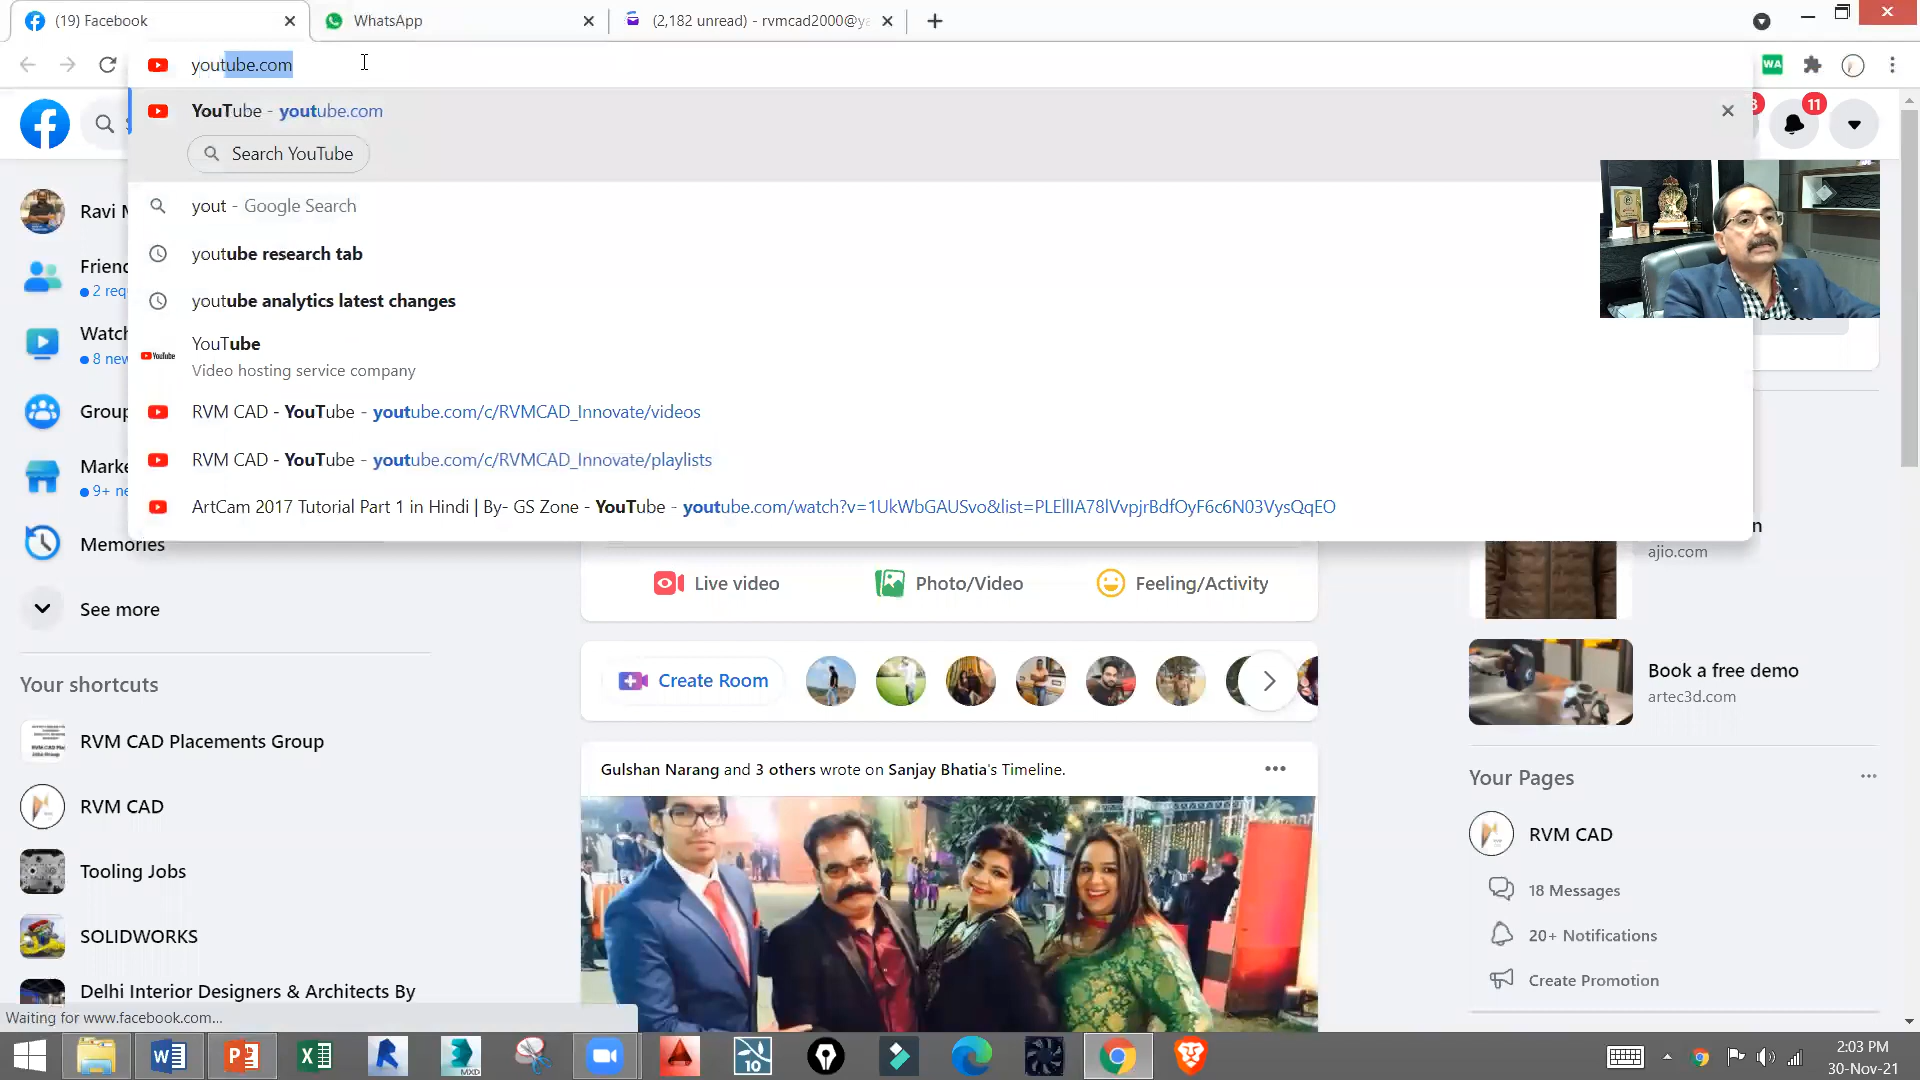 (19) Facebook
WhatsApp
(2,182 unread) - rvmcad2000@ya
youtube.com
WA
YouTube - youtube.com
Search YouTube
11
yout - Google Search
youtube research tab
youtube analytics latest changes
YouTube
YouTube
Video hosting service company
RVM CAD - YouTube - youtube.com/c/RVMCAD_Innovate/videos
RVM CAD - YouTube - youtube.com/c/RVMCAD_Innovate/playlists
ArtCam 2017 Tutorial Part 1 in Hindi | By- GS Zone - YouTube - youtube.com/watch?v=1UkWbGAUSvo&list=PLEllIA78lVvpjrBdfOyF6c6N03VysQqEO
Ravi M
Friend
2 req
Watch
8 new
Group
Marke
9+ ne
Memories
See more
Your shortcuts
RVM CAD Placements Group
RVM CAD
Tooling Jobs
SOLIDWORKS
Delhi Interior Designers & Architects By
Waiting for www.facebook.com...
Live video
Photo/Video
Feeling/Activity
Create Room
Gulshan Narang and 3 others wrote on Sanjay Bhatia's Timeline.
ajio.com
Book a free demo
artec3d.com
Your Pages
RVM CAD
18 Messages
20+ Notifications
Create Promotion
MXD
10
2:03 PM
30-Nov-21